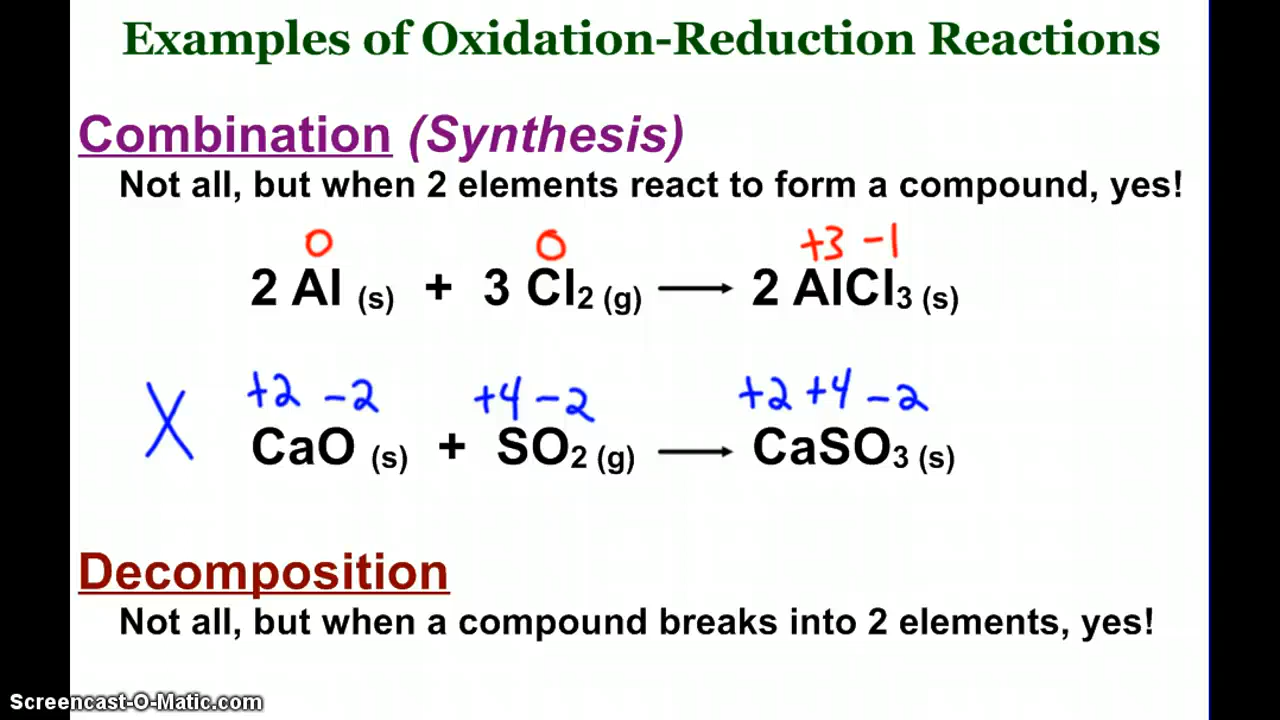 Examples of Oxidation-Reduction Reactions
Combination (Synthesis)
Not all, but when 2 elements react to form a compound, yes!
0 0 +3 -1
2 Al (s) + 3 Cl₂ (g) → 2 AlCl₃ (s)
X +2 -2 +4 -2 +2 +4 -2
CaO (s) + SO₂ (g) → CaSO₃ (s)
Decomposition
Not all, but when a compound breaks into 2 elements, yes!
Screencast-O-Matic.com